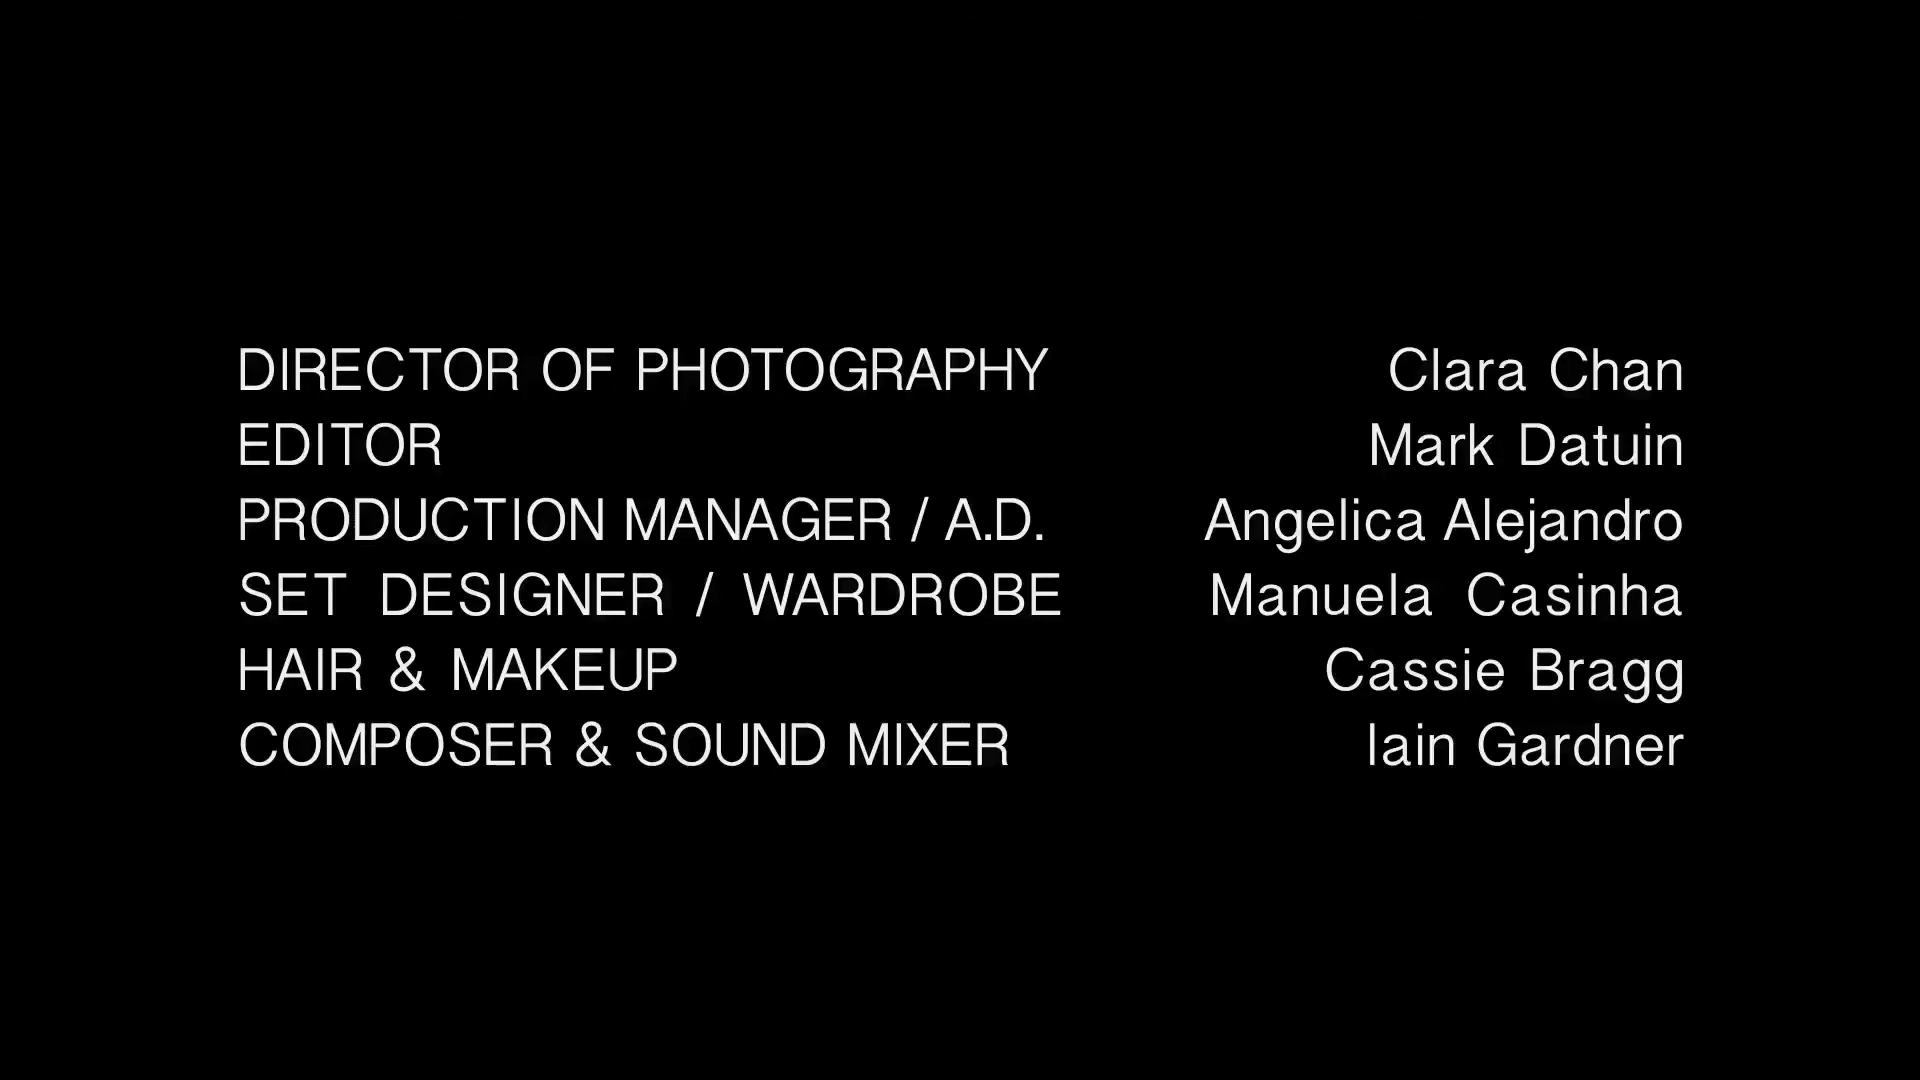 DIRECTOR OF PHOTOGRAPHY Clara Chan
EDITOR Mark Datuin
PRODUCTION MANAGER / A.D. Angelica Alejandro
SET DESIGNER / WARDROBE Manuela Casinha
HAIR & MAKEUP Cassie Bragg
COMPOSER & SOUND MIXER Iain Gardner